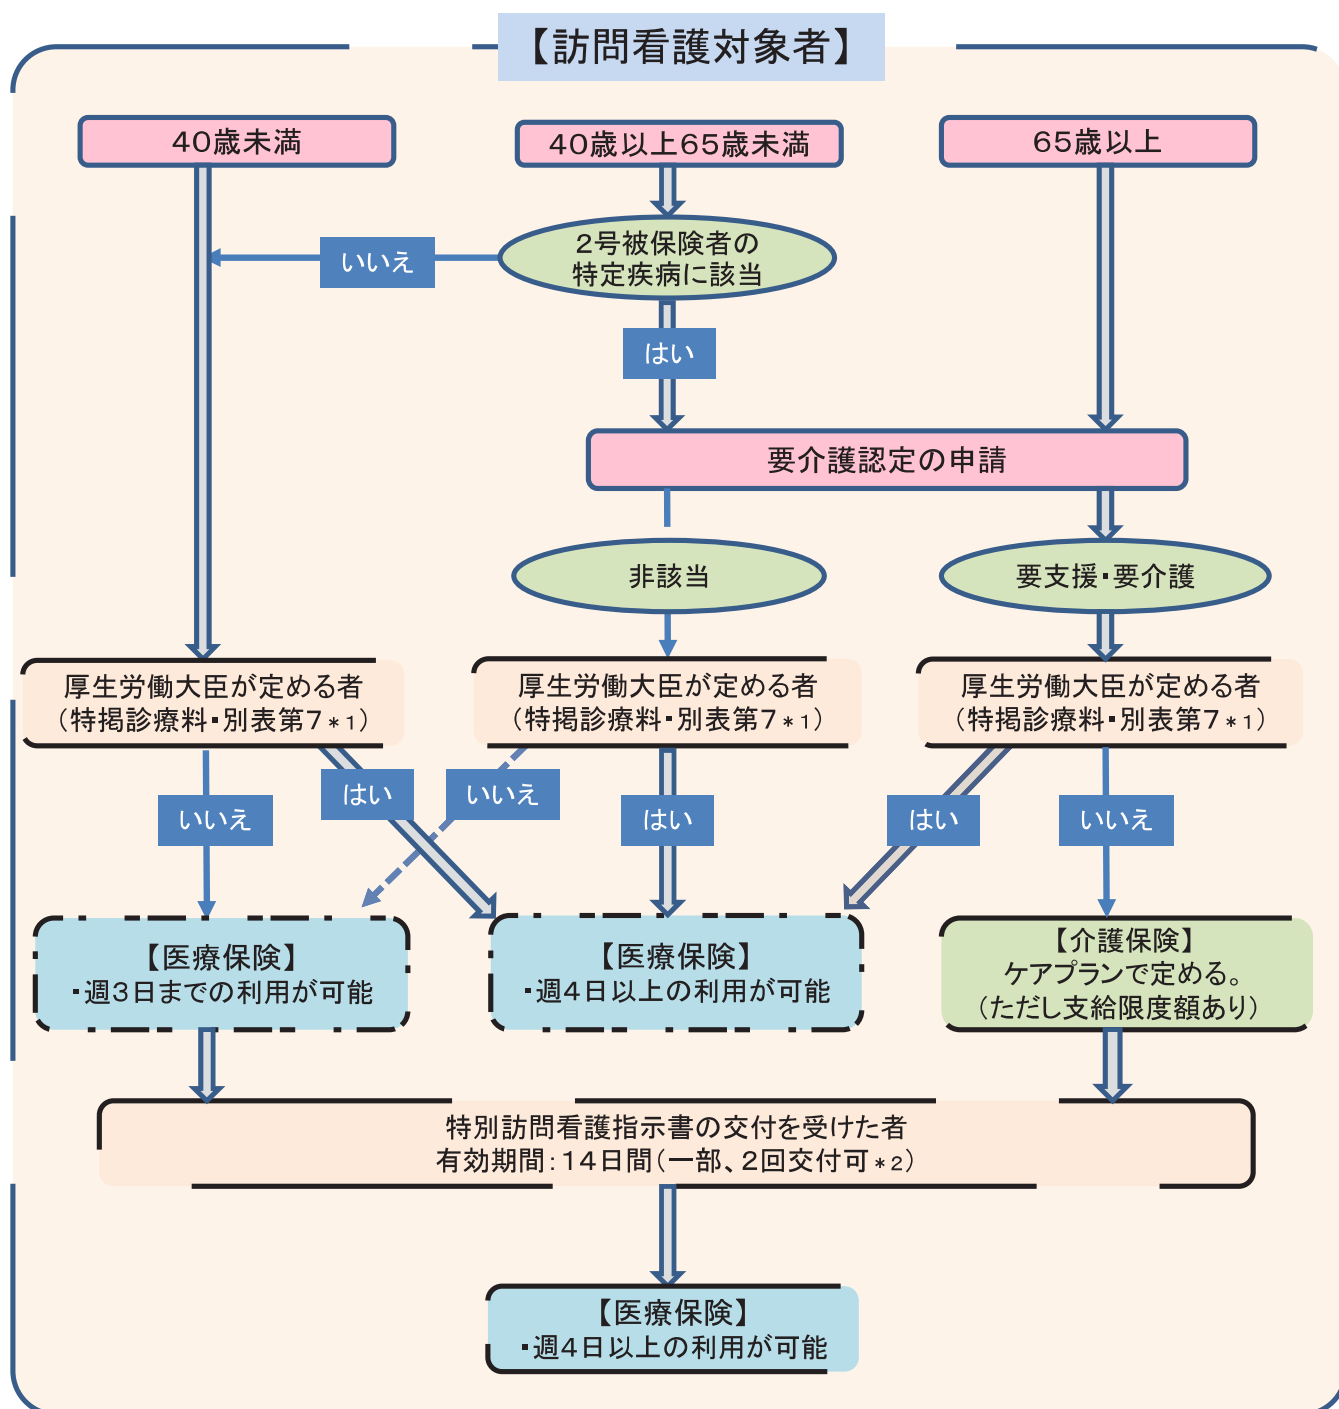 【訪問看護対象者】
40歳未満
40歳以上65歳未満
65歳以上
2号被保険者の
特定疾病に該当
いいえ
はい
要介護認定の申請
非該当
要支援・要介護
厚生労働大臣が定める者
（特掲診療料・別表第7＊1）
厚生労働大臣が定める者
（特掲診療料・別表第7＊1）
厚生労働大臣が定める者
（特掲診療料・別表第7＊1）
いいえ
はい
いいえ
はい
はい
いいえ
【医療保険】
・週3日までの利用が可能
【医療保険】
・週4日以上の利用が可能
【介護保険】
ケアプランで定める。
（ただし支給限度額あり）
特別訪問看護指示書の交付を受けた者
有効期間：14日間（一部、2回交付可＊2）
【医療保険】
・週4日以上の利用が可能